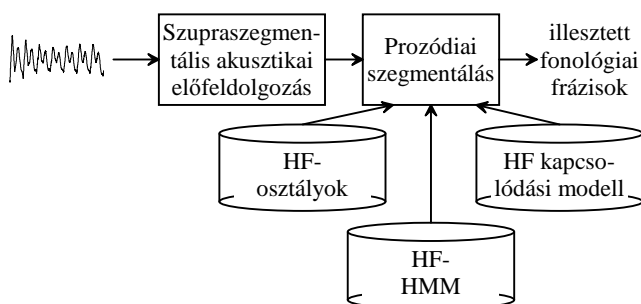 Szupraszegmen-
tális akusztikai
előfeldolgozás
Prozódiai
szegmentálás
illesztett
fonológiai
frázisok
HF-
osztályok
HF kapcso-
lódási modell
HF-
HMM